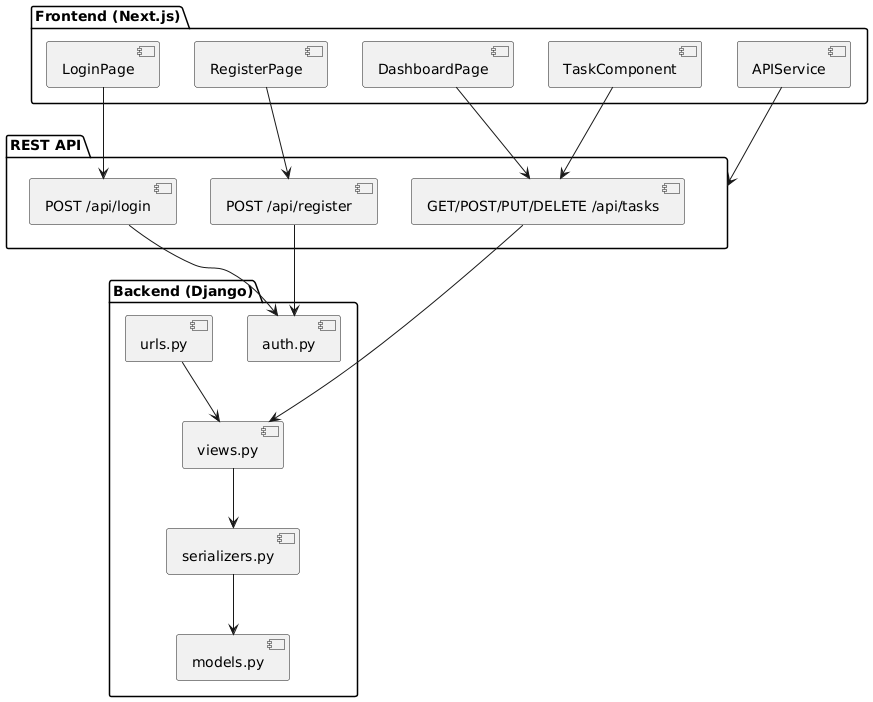 Frontend (Next.js)
LoginPage
RegisterPage
DashboardPage
TaskComponent
APIService
REST API
POST /api/login
POST /api/register
GET/POST/PUT/DELETE /api/tasks
Backend (Django)
urls.py
auth.py
views.py
serializers.py
models.py